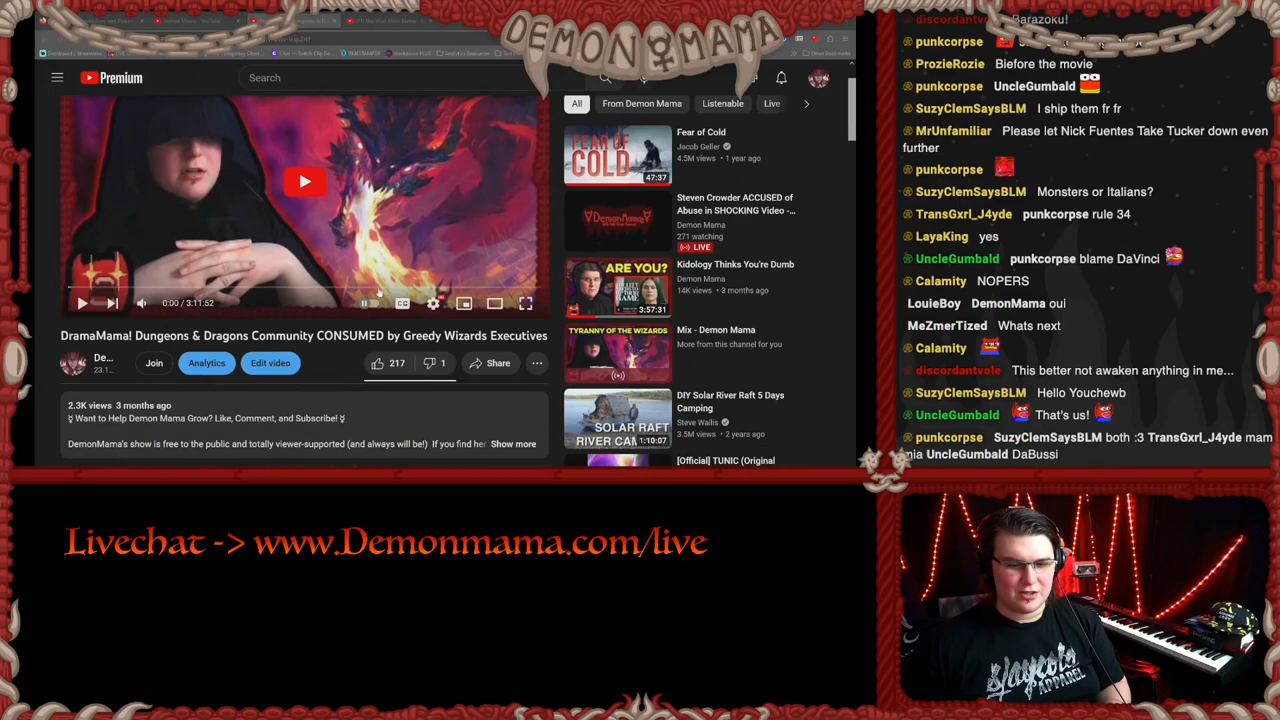 DEMON MAMA
Premium
Search
All
From Demon Mama
Listenable
Live
FEAR OF
COLD
47:37
Fear of Cold
Jacob Geller
4.5M views • 1 year ago
DemonMama
Steven Crowder ACCUSED of
Abuse in SHOCKING Video -...
Demon Mama
271 watching
LIVE
ARE YOU?
3:57:31
Kidology Thinks You're Dumb
Demon Mama
14K views • 3 months ago
TYRANNY OF THE WIZARDS
Mix - Demon Mama
More from this channel for you
SOLAR RAFT
RIVER CAM
1:10:07
DIY Solar River Raft 5 Days
Camping
Steve Wallis
3.5M views • 2 years ago
[Official] TUNIC (Original
0:00 / 3:11:52
CC
DramaMama! Dungeons & Dragons Community CONSUMED by Greedy Wizards Executives
De...
23.1...
Join
Analytics
Edit video
217
1
Share
2.3K views 3 months ago
☿ Want to Help Demon Mama Grow? Like, Comment, and Subscribe! ☿
DemonMama's show is free to the public and totally viewer-supported (and always will be!) If you find her Show more
Barazoku!
punkcorpse
ProzieRozie Biefore the movie
punkcorpse UncleGumbald
SuzyClemSaysBLM I ship them fr fr
MrUnfamiliar Please let Nick Fuentes Take Tucker down even
further
punkcorpse
SuzyClemSaysBLM Monsters or Italians?
TransGxrl_J4yde punkcorpse rule 34
LayaKing yes
UncleGumbald punkcorpse blame DaVinci
Calamity NOPERS
LouieBoy DemonMama oui
MeZmerTized Whats next
Calamity
discordantvole This better not awaken anything in me...
SuzyClemSaysBLM Hello Youchewb
UncleGumbald That's us!
punkcorpse SuzyClemSaysBLM both :3 TransGxrl_J4yde mam
mia UncleGumbald DaBussi
Livechat -> www.Demonmama.com/live
APPAREL